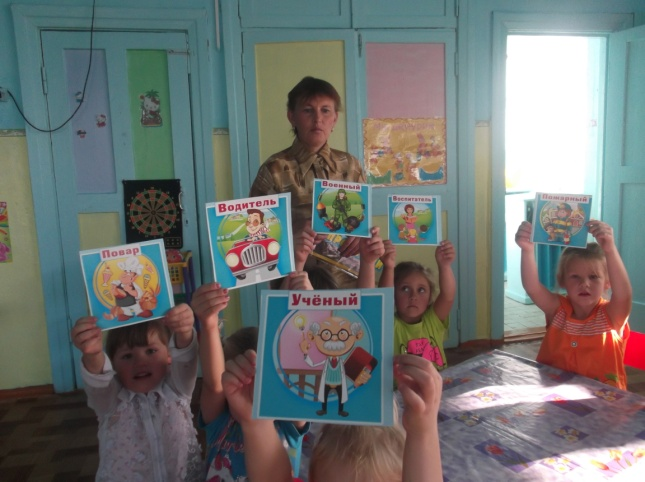 Повар
Водитель
Военный
Воспитатель
Пожарный
Учёный